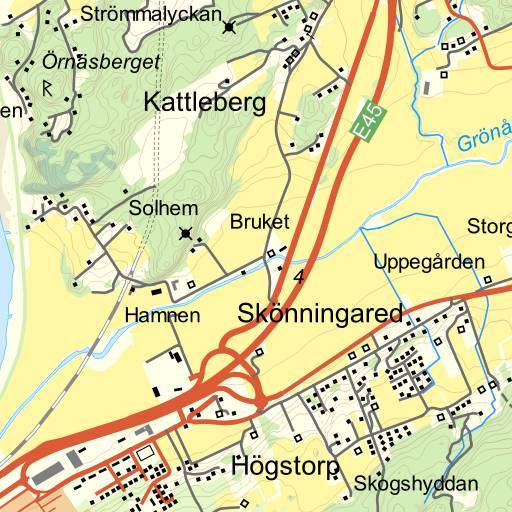 Strömmalyckan
Örnäsberget
R
Kattleberg
en
E45
Grönå
Solhem
Bruket
Storg
Uppegården
4
Hamnen
Skönningared
Högstorp
Skogshyddan